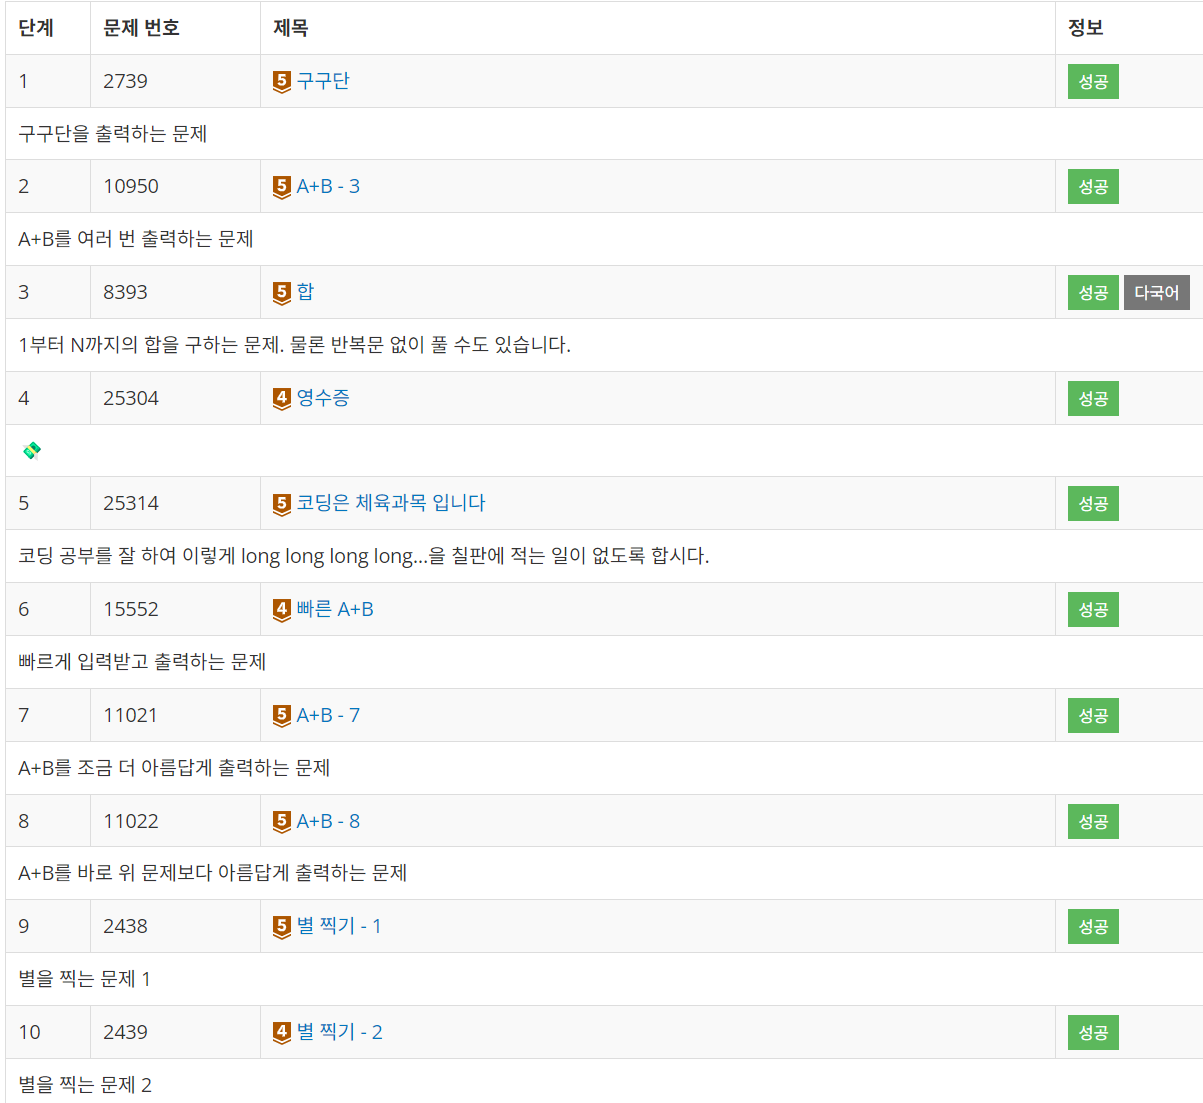 단계 문제 번호 제목 정보
1 2739 5 구구단 성공
구구단을 출력하는 문제
2 10950 5 A+B - 3 성공
A+B를 여러 번 출력하는 문제
3 8393 5 합 성공 다국어
1부터 N까지의 합을 구하는 문제. 물론 반복문 없이 풀 수도 있습니다.
4 25304 4 영수증 성공
💸
5 25314 5 코딩은 체육과목 입니다 성공
코딩 공부를 잘 하여 이렇게 long long long long...을 칠판에 적는 일이 없도록 합시다.
6 15552 4 빠른 A+B 성공
빠르게 입력받고 출력하는 문제
7 11021 5 A+B - 7 성공
A+B를 조금 더 아름답게 출력하는 문제
8 11022 5 A+B - 8 성공
A+B를 바로 위 문제보다 아름답게 출력하는 문제
9 2438 5 별 찍기 - 1 성공
별을 찍는 문제 1
10 2439 4 별 찍기 - 2 성공
별을 찍는 문제 2